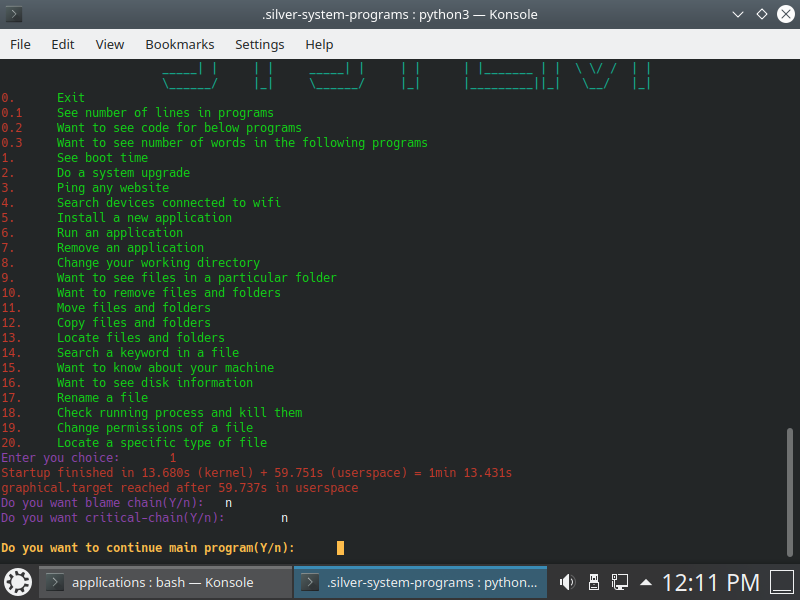 .silver-system-programs : python3 — Konsole
File Edit View Bookmarks Settings Help
0. Exit
0.1 See number of lines in programs
0.2 Want to see code for below programs
0.3 Want to see number of words in the following programs
1. See boot time
2. Do a system upgrade
3. Ping any website
4. Search devices connected to wifi
5. Install a new application
6. Run an application
7. Remove an application
8. Change your working directory
9. Want to see files in a particular folder
10. Want to remove files and folders
11. Move files and folders
12. Copy files and folders
13. Locate files and folders
14. Search a keyword in a file
15. Want to know about your machine
16. Want to see disk information
17. Rename a file
18. Check running process and kill them
19. Change permissions of a file
20. Locate a specific type of file
Enter you choice: 1
Startup finished in 13.680s (kernel) + 59.751s (userspace) = 1min 13.431s
graphical.target reached after 59.737s in userspace
Do you want blame chain(Y/n): n
Do you want critical-chain(Y/n): n
Do you want to continue main program(Y/n):
applications : bash — Konsole .silver-system-programs : python... 12:11 PM